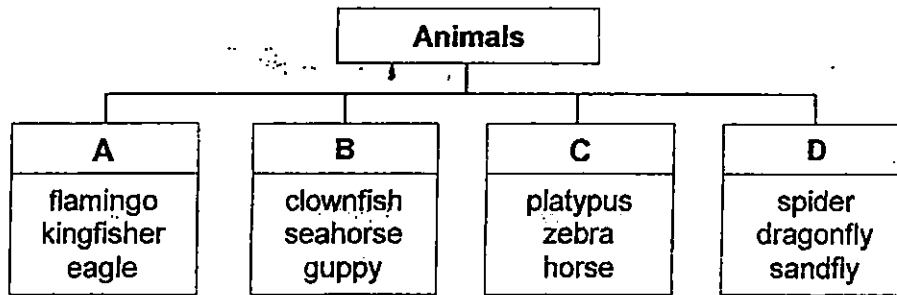 Animals
A
flamingo
kingfisher
eagle
B
clownfish
seahorse
guppy
C
platypus
zebra
horse
D
spider
dragonfly
sandfly